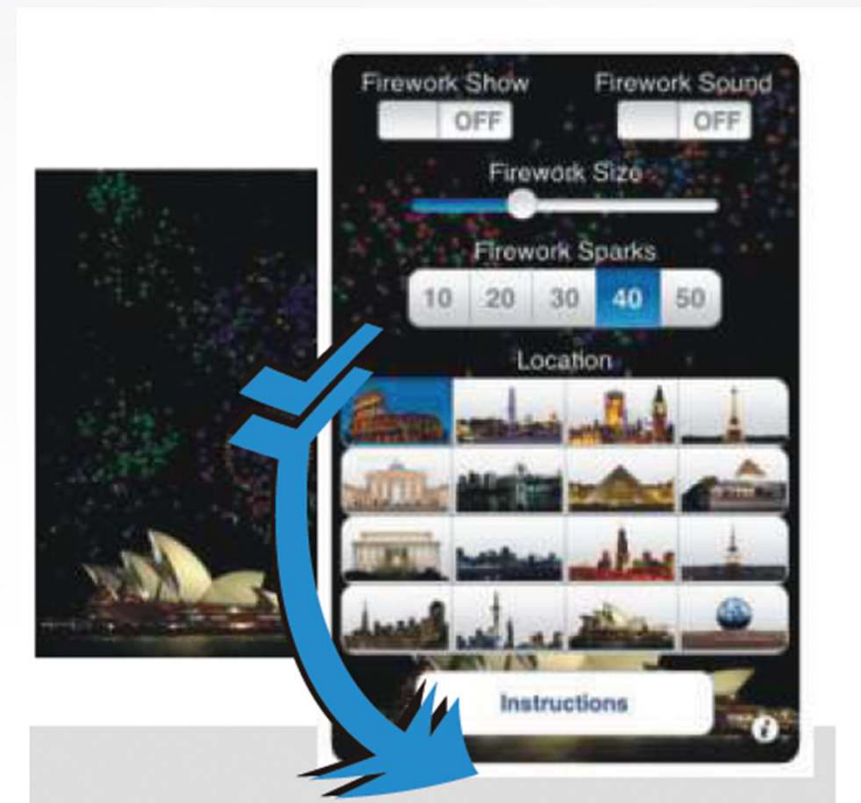 Firework Show Firework Sound
OFF OFF
Firework Size
Firework Sparks
10 20 30 40 50
Location
Instructions
i